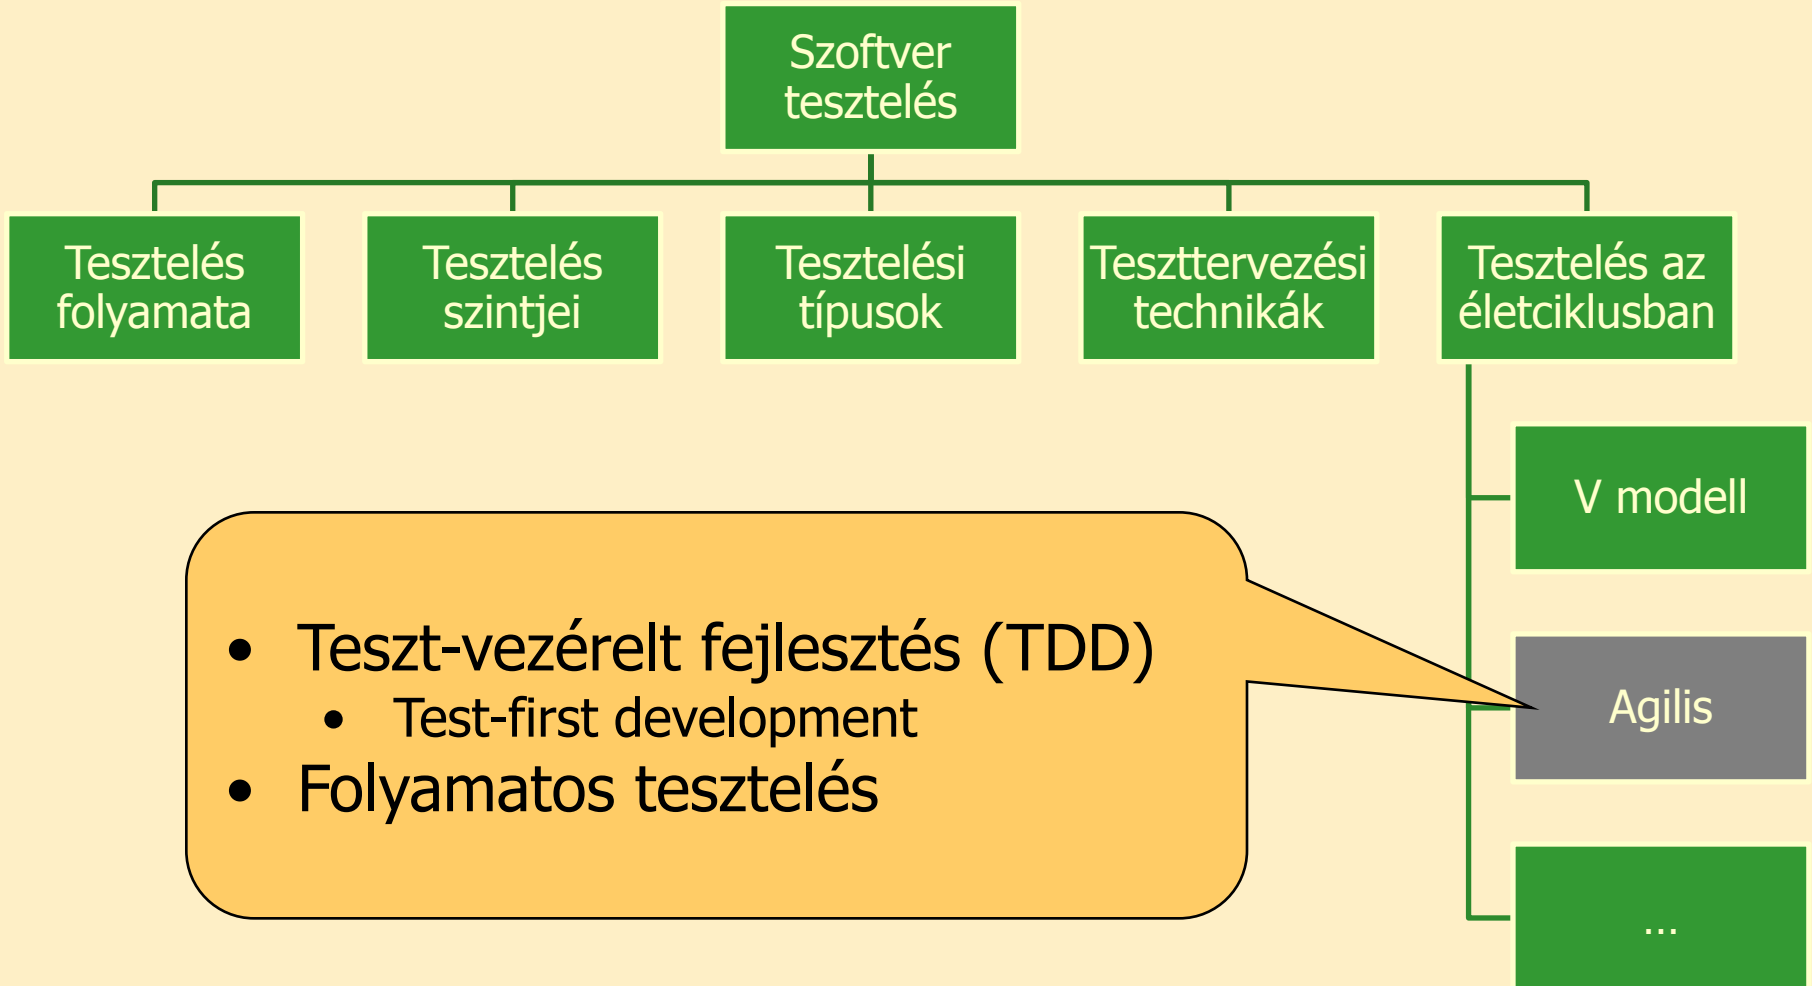 Szoftver
tesztelés
Tesztelés
folyamata
Tesztelés
szintjei
Tesztelési
típusok
Teszttervezési
technikák
Tesztelés az
életciklusban
V modell
Agilis
...
• Teszt-vezérelt fejlesztés (TDD)
• Test-first development
• Folyamatos tesztelés